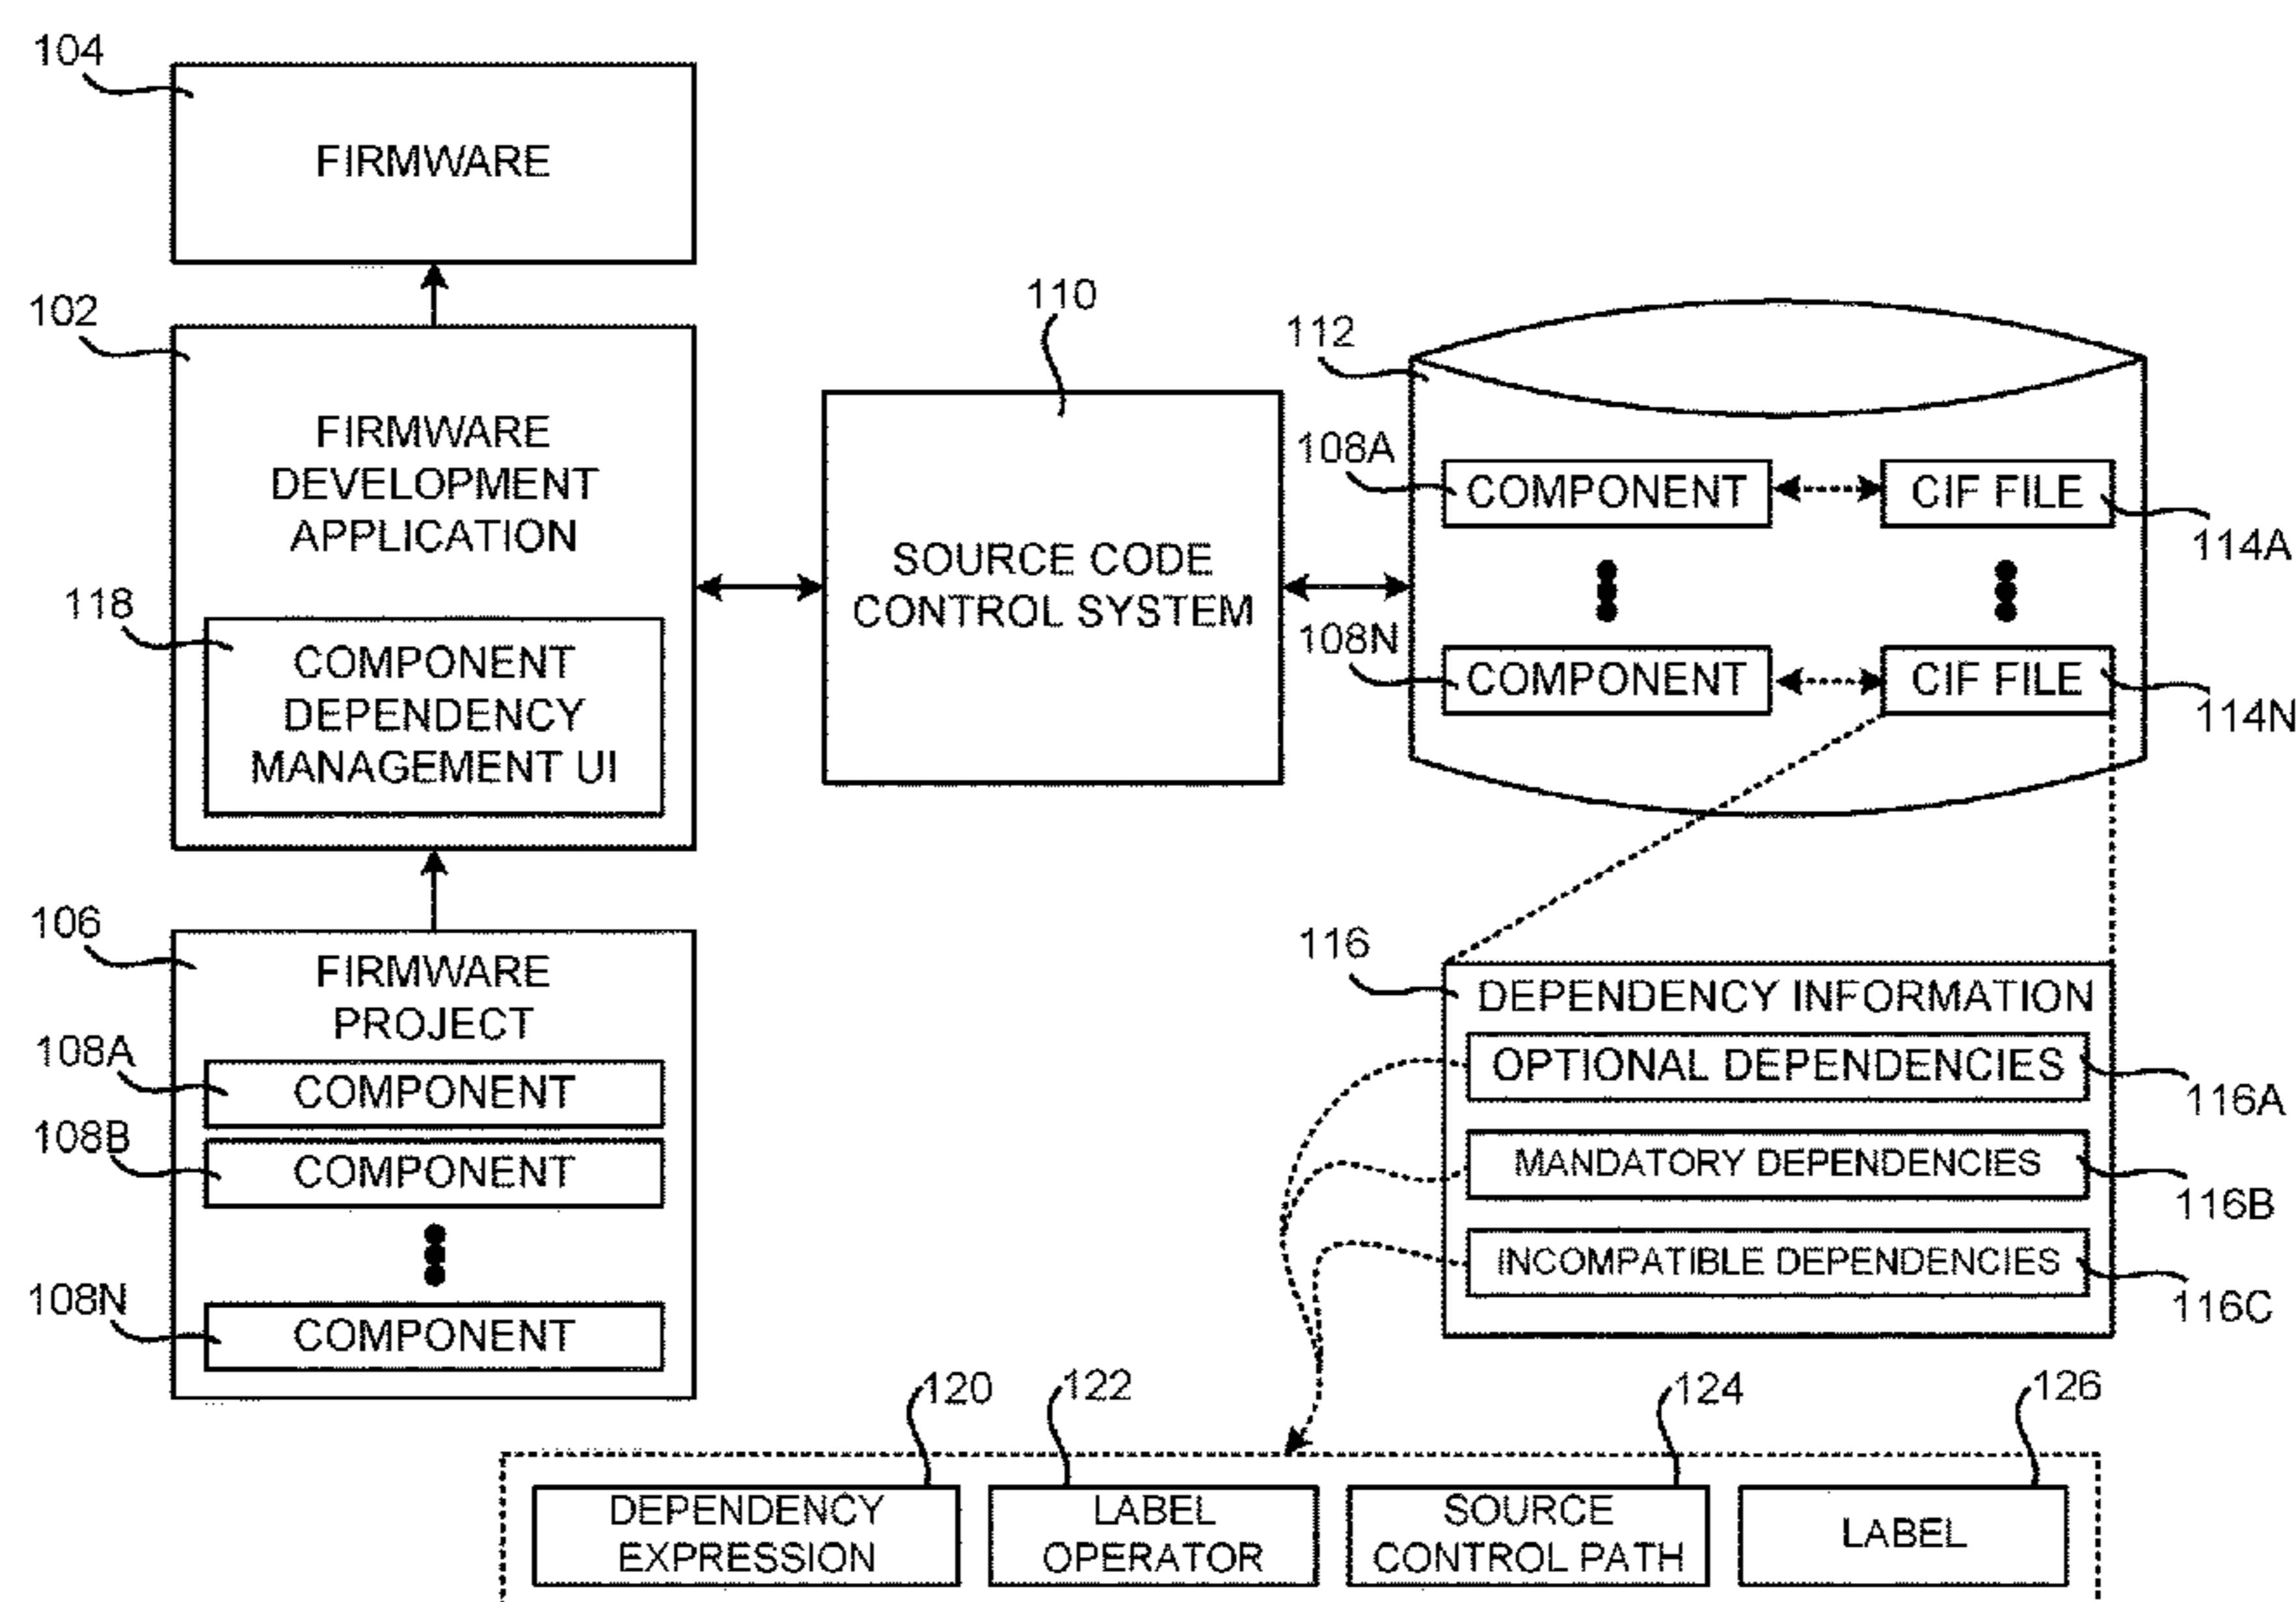 104
FIRMWARE
102
FIRMWARE
DEVELOPMENT
APPLICATION
118
COMPONENT
DEPENDENCY
MANAGEMENT UI
106
FIRMWARE
PROJECT
108A
COMPONENT
108B
COMPONENT
108N
COMPONENT
110
SOURCE CODE
CONTROL SYSTEM
112
108A
COMPONENT
CIF FILE
114A
108N
COMPONENT
CIF FILE
114N
116
DEPENDENCY INFORMATION
OPTIONAL DEPENDENCIES
116A
MANDATORY DEPENDENCIES
116B
INCOMPATIBLE DEPENDENCIES
116C
120
DEPENDENCY
EXPRESSION
122
LABEL
OPERATOR
124
SOURCE
CONTROL PATH
126
LABEL